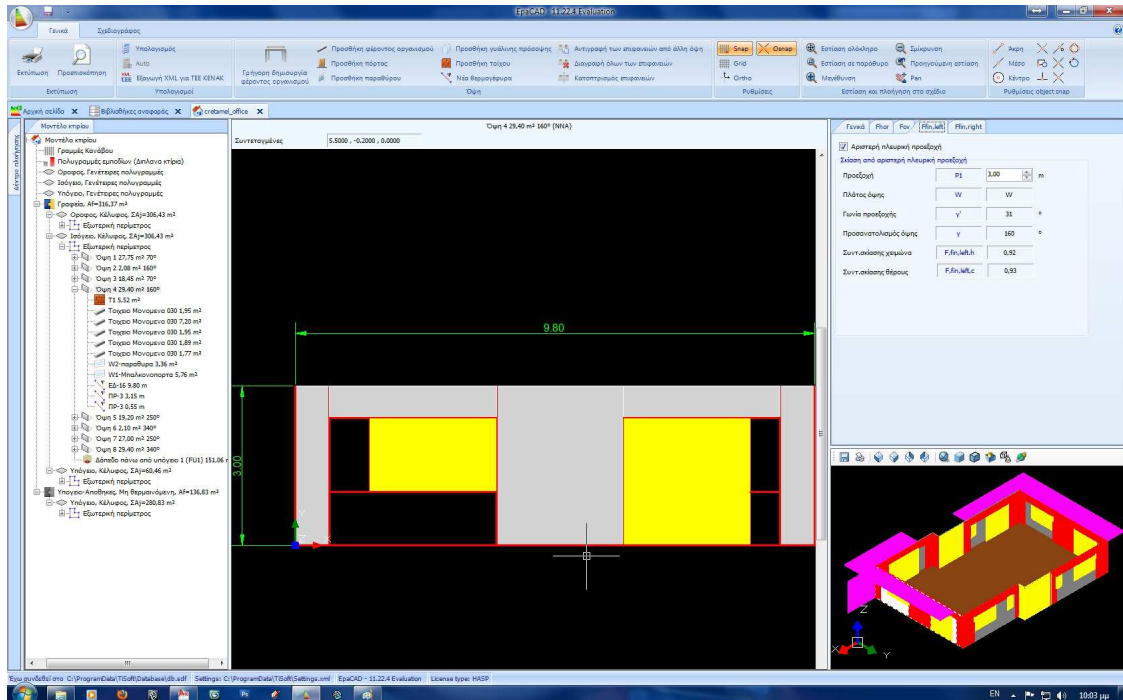 EpaCAD - 11.22.4 Evaluation
Γενικά Σχεδιογράφος
Εκτύπωση Προεπισκόπηση
Υπολογισμός
Auto
Εξαγωγή XML για ΤΕΕ ΚΕΝΑΚ
Γρήγορη δημιουργία φέροντος οργανισμού
Προσθήκη φέροντος οργανισμού
Προσθήκη πόρτας
Προσθήκη παραθύρου
Προσθήκη γυάλινης πρόσοψης
Προσθήκη τοίχου
Νέα θερμογέφυρα
Αντιγραφή των επιφανειών από άλλη όψη
Διαγραφή όλων των επιφανειών
Κατοπτρισμός επιφανειών
Snap Osnap
Grid
Ortho
Εστίαση ολόκληρο
Εστίαση σε παράθυρο
Μεγέθυνση
Σμίκρυνση
Προηγούμενη εστίαση
Pan
Άκρη
Μέσο
Κέντρο
Εκτύπωση Υπολογισμοί Όψη Ρυθμίσεις Εστίαση και πλοήγηση στο σχέδιο Ρυθμίσεις object snap
Αρχική σελίδα Βιβλιοθήκες αναφοράς cretamel_office
Δέντρο πλοήγησης
Μοντέλο κτιρίου
Μοντέλο κτιρίου
Γραμμές Κανάβου
Πολυγραμμές εμποδίων (Διπλανα κτίρια)
Οροφος, Γενέτειρες πολυγραμμές
Ισόγειο, Γενέτειρες πολυγραμμές
Υπόγειο, Γενέτειρες πολυγραμμές
Γραφεία, Af=316,37 m²
Οροφος, Κέλυφος, ΣAj=306,43 m²
Εξωτερική περίμετρος
Ισόγειο, Κέλυφος, ΣAj=306,43 m²
Εξωτερική περίμετρος
Όψη 1 27,75 m² 70°
Όψη 2 2,08 m² 160°
Όψη 3 18,45 m² 70°
Όψη 4 29,40 m² 160°
T1 5,52 m²
Τοιχειο Μονομενο 030 1,95 m²
Τοιχειο Μονομενο 030 7,20 m²
Τοιχειο Μονομενο 030 1,95 m²
Τοιχειο Μονομενο 030 1,89 m²
Τοιχειο Μονομενο 030 1,77 m²
W2-παραθυρα 3,36 m²
W1-Μπαλκονοπορτα 5,76 m²
ΕΔ-16 9,80 m
ΠΡ-3 3,15 m
ΠΡ-3 0,55 m
Όψη 5 19,20 m² 250°
Όψη 6 2,10 m² 340°
Όψη 7 27,00 m² 250°
Όψη 8 29,40 m² 340°
Δάπεδο πάνω από υπόγειο 1 (FU1) 151,06 m
Υπόγειο, Κέλυφος, ΣAj=60,46 m²
Εξωτερική περίμετρος
Υπογειο-Αποθηκες, Μη θερμαινόμενη, Af=136,83 m²
Υπόγειο, Κέλυφος, ΣAj=280,83 m²
Εξωτερική περίμετρος
Όψη 4 29,40 m² 160° (ΝΝΑ)
Συντεταγμένες 5.5000 , -0.2000 , 0.0000
9.80
3.00
Y
Z X
Γενικά Fhor Fov Ffin,left Ffin,right
Αριστερή πλευρική προεξοχή
Σκίαση από αριστερή πλευρική προεξοχή
Προεξοχή P1 3,00 m
Πλάτος όψης W W
Γωνία προεξοχής γ' 31 °
Προσανατολισμός όψης γ 160 °
Συντ.σκίασης χειμώνα F,fin,left.h 0,92
Συντ.σκίασης θέρους F,fin,left.c 0,93
Z
X
Y
Έχω συνδεθεί στο C:\ProgramData\TiSoft\Database\db.sdf Settings: C:\ProgramData\TiSoft\Settings.xml EpaCAD - 11.22.4 Evaluation License type: HASP
EN 10:03 μμ